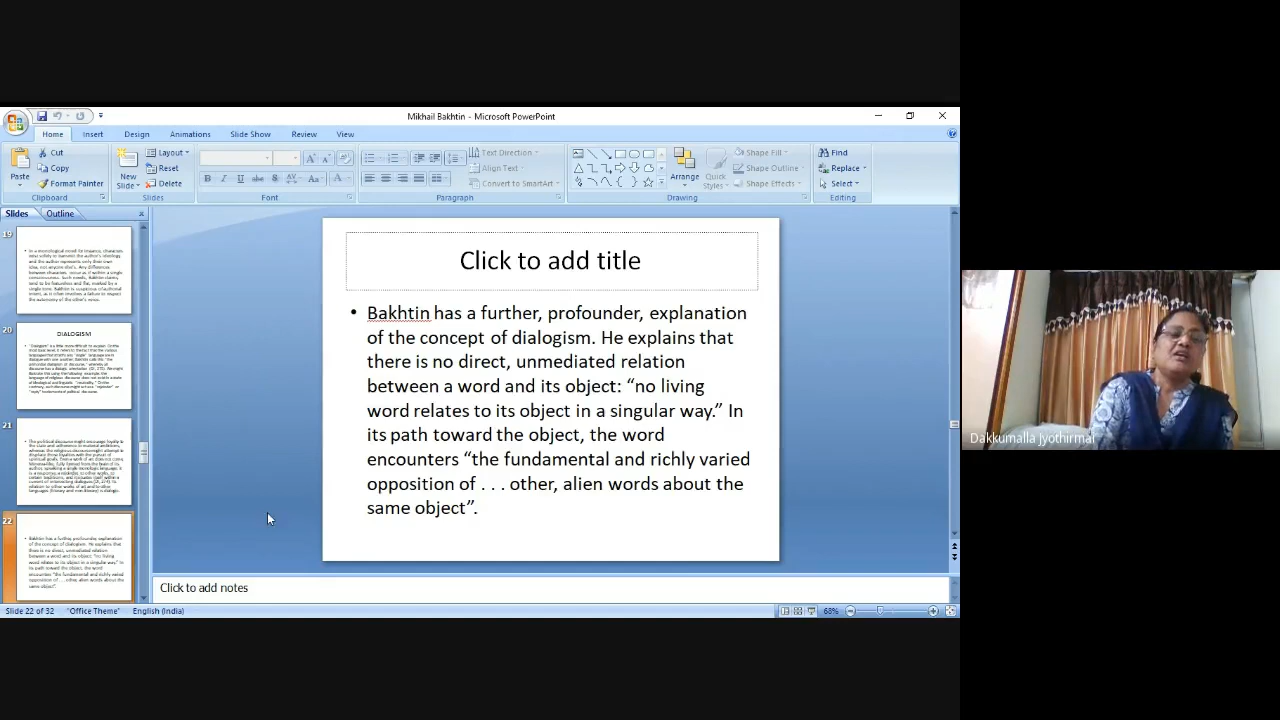 Mikhail Bakhtin - Microsoft PowerPoint
Home Insert Design Animations Slide Show Review View
Paste
Cut
Copy
Format Painter
Clipboard
New Slide
Layout
Reset
Delete
Slides
Font
Text Direction
Align Text
Convert to SmartArt
Paragraph
Arrange
Quick Styles
Shape Fill
Shape Outline
Shape Effects
Drawing
Find
Replace
Select
Editing
Slides Outline
19
20
DIALOGISM
21
22
Click to add title
• Bakhtin has a further, profounder, explanation
of the concept of dialogism. He explains that
there is no direct, unmediated relation
between a word and its object: “no living
word relates to its object in a singular way.” In
its path toward the object, the word
encounters “the fundamental and richly varied
opposition of . . . other, alien words about the
same object”.
Click to add notes
Slide 22 of 32 "Office Theme" English (India) 68%
Dakkumalla Jyothirmai